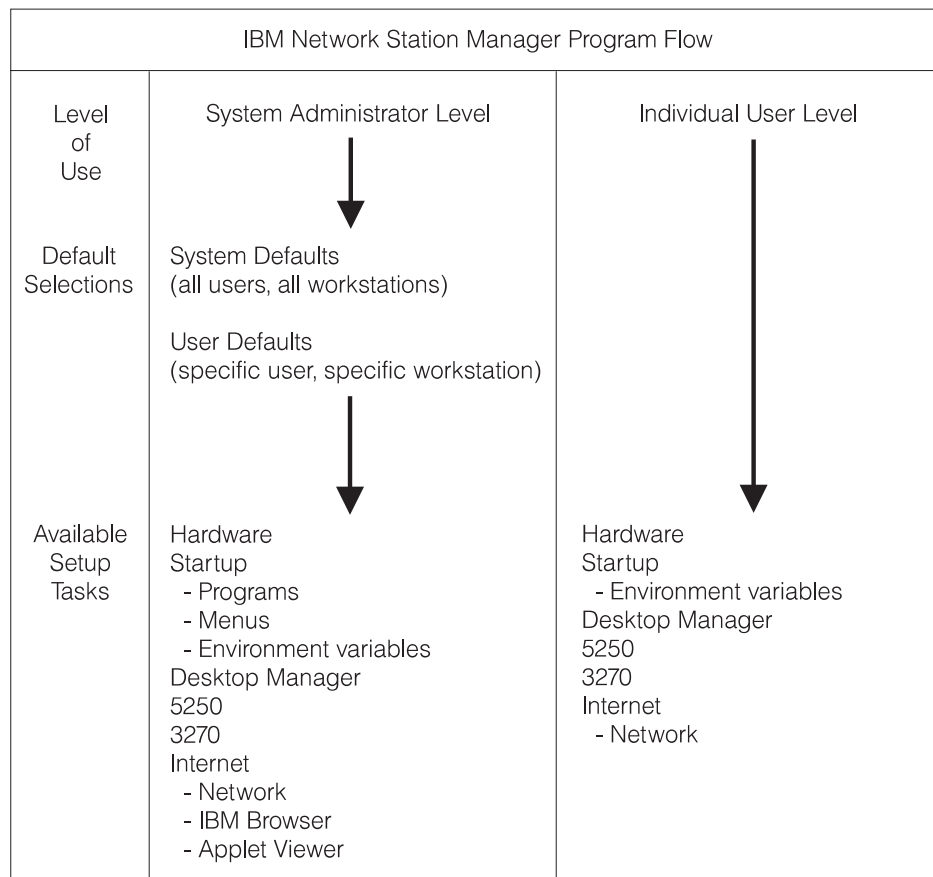 IBM Network Station Manager Program Flow
Level
of
Use
System Administrator Level
Individual User Level
Default
Selections
System Defaults
(all users, all workstations)
User Defaults
(specific user, specific workstation)
Available
Setup
Tasks
Hardware
Startup
- Programs
- Menus
- Environment variables
Desktop Manager
5250
3270
Internet
- Network
- IBM Browser
- Applet Viewer
Hardware
Startup
- Environment variables
Desktop Manager
5250
3270
Internet
- Network